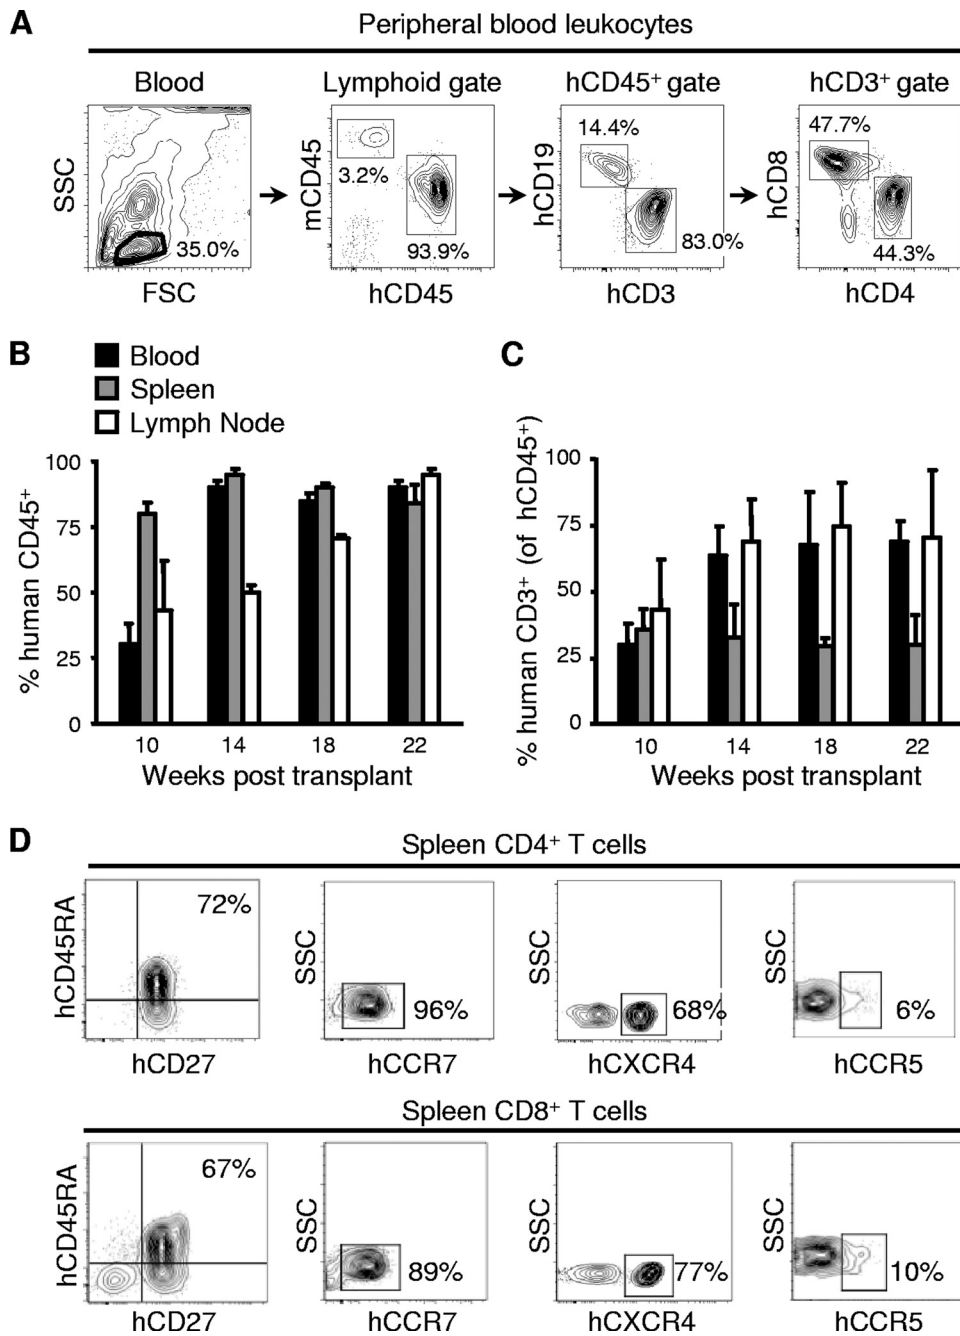 A
Peripheral blood leukocytes
Blood
Lymphoid gate
hCD45⁺ gate
hCD3⁺ gate
SSC
35.0%
FSC
mCD45
3.2%
93.9%
hCD45
hCD19
14.4%
83.0%
hCD3
hCD8
47.7%
44.3%
hCD4
B
Blood
Spleen
Lymph Node
% human CD45⁺
100
75
50
25
0
10 14 18 22
Weeks post transplant
C
% human CD3⁺ (of hCD45⁺)
100
75
50
25
0
10 14 18 22
Weeks post transplant
D
Spleen CD4⁺ T cells
hCD45RA
72%
hCD27
SSC
96%
hCCR7
SSC
68%
hCXCR4
SSC
6%
hCCR5
Spleen CD8⁺ T cells
hCD45RA
67%
hCD27
SSC
89%
hCCR7
SSC
77%
hCXCR4
SSC
10%
hCCR5